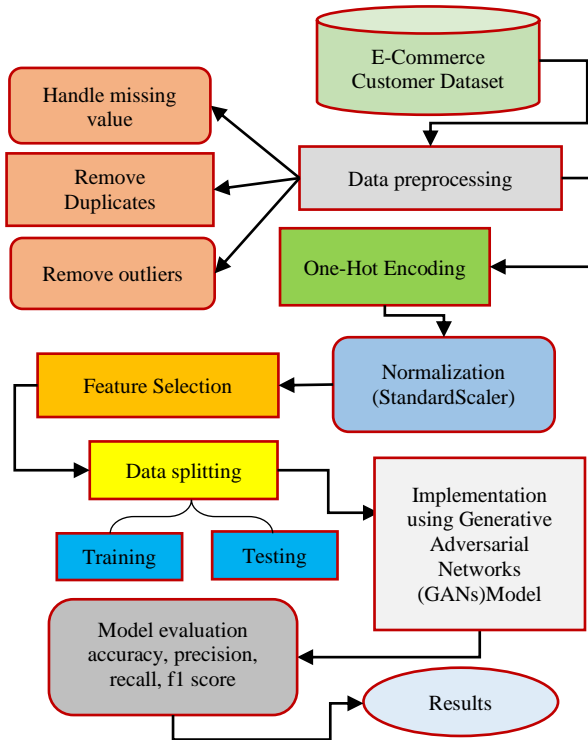 E-Commerce
Customer Dataset
Handle missing
value
Remove
Duplicates
Remove outliers
Data preprocessing
One-Hot Encoding
Normalization
(StandardScaler)
Feature Selection
Data splitting
Training
Testing
Implementation
using Generative
Adversarial
Networks
(GANs)Model
Model evaluation
accuracy, precision,
recall, f1 score
Results